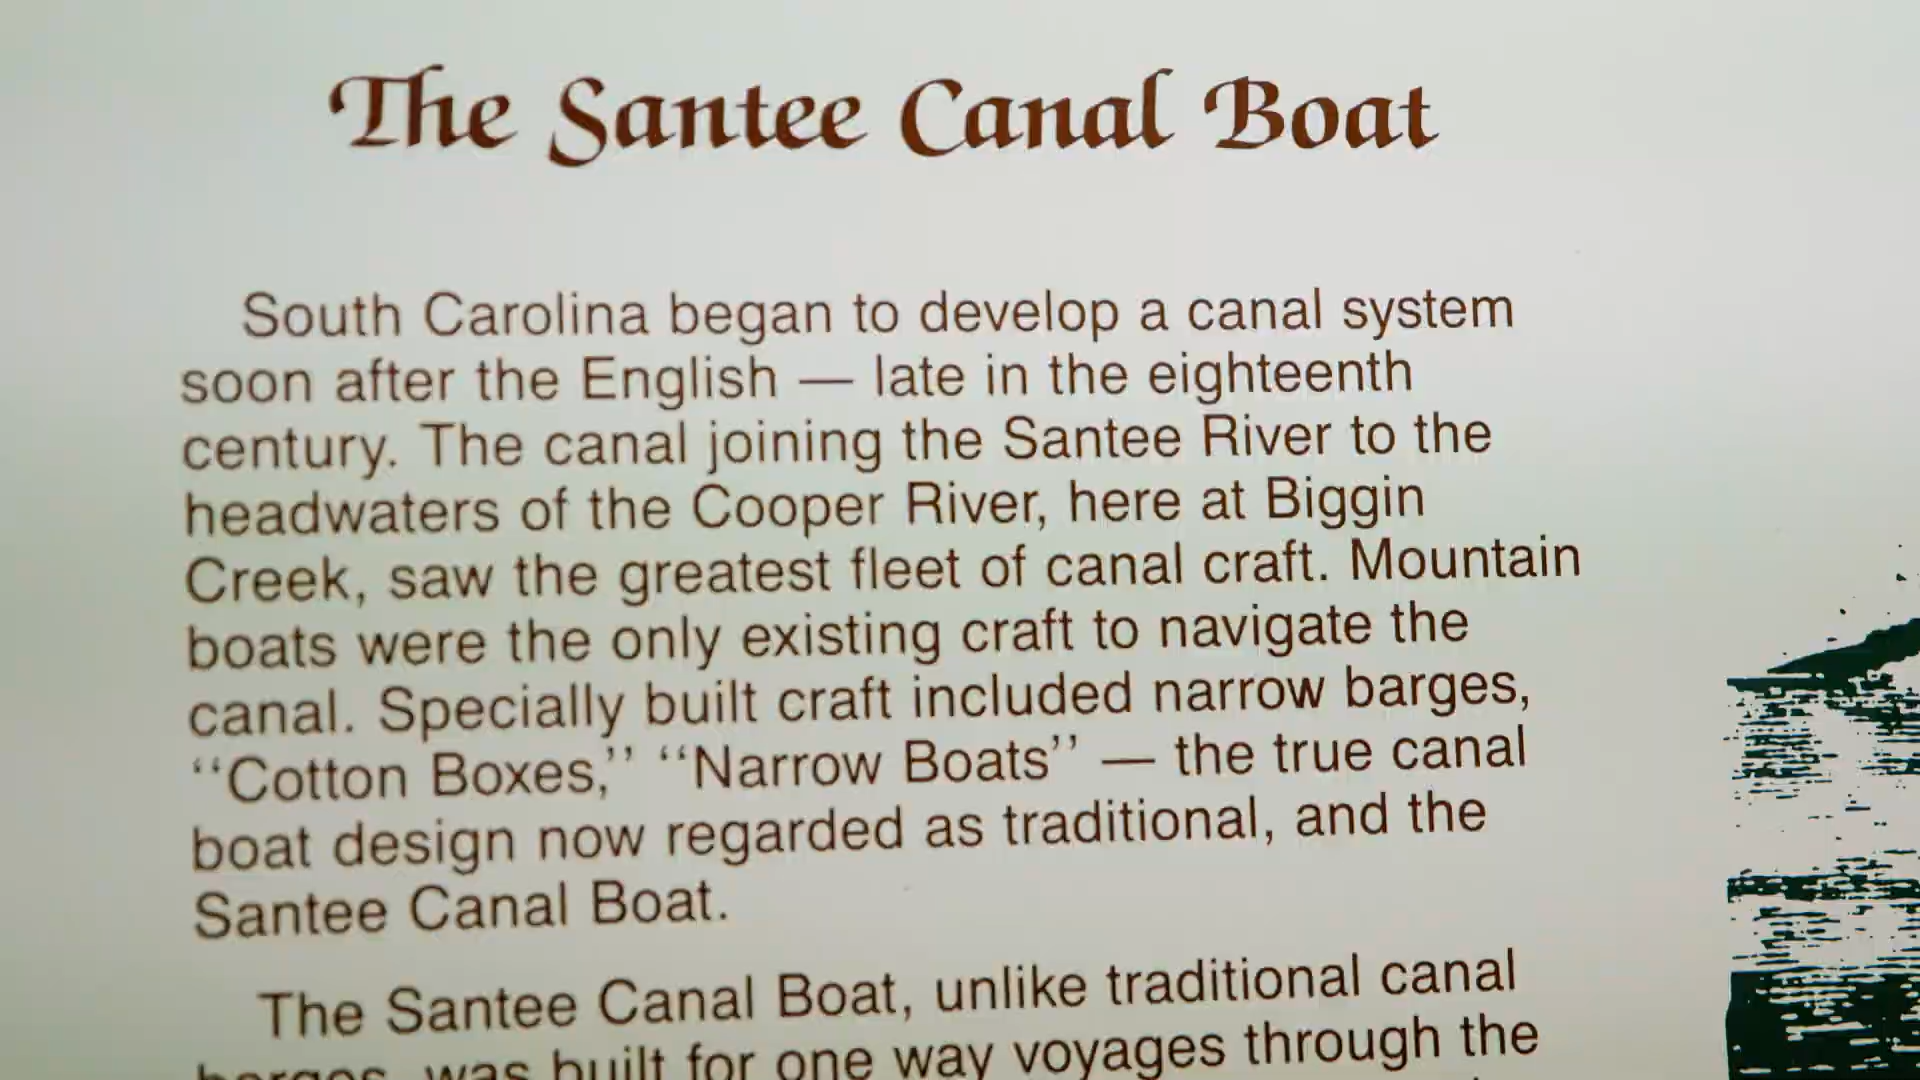 The Santee Canal Boat
South Carolina began to develop a canal system
soon after the English — late in the eighteenth
century. The canal joining the Santee River to the
headwaters of the Cooper River, here at Biggin
Creek, saw the greatest fleet of canal craft. Mountain
boats were the only existing craft to navigate the
canal. Specially built craft included narrow barges,
‘‘Cotton Boxes,’’ ‘‘Narrow Boats’’ — the true canal
boat design now regarded as traditional, and the
Santee Canal Boat.
The Santee Canal Boat, unlike traditional canal
barges, was built for one way voyages through the